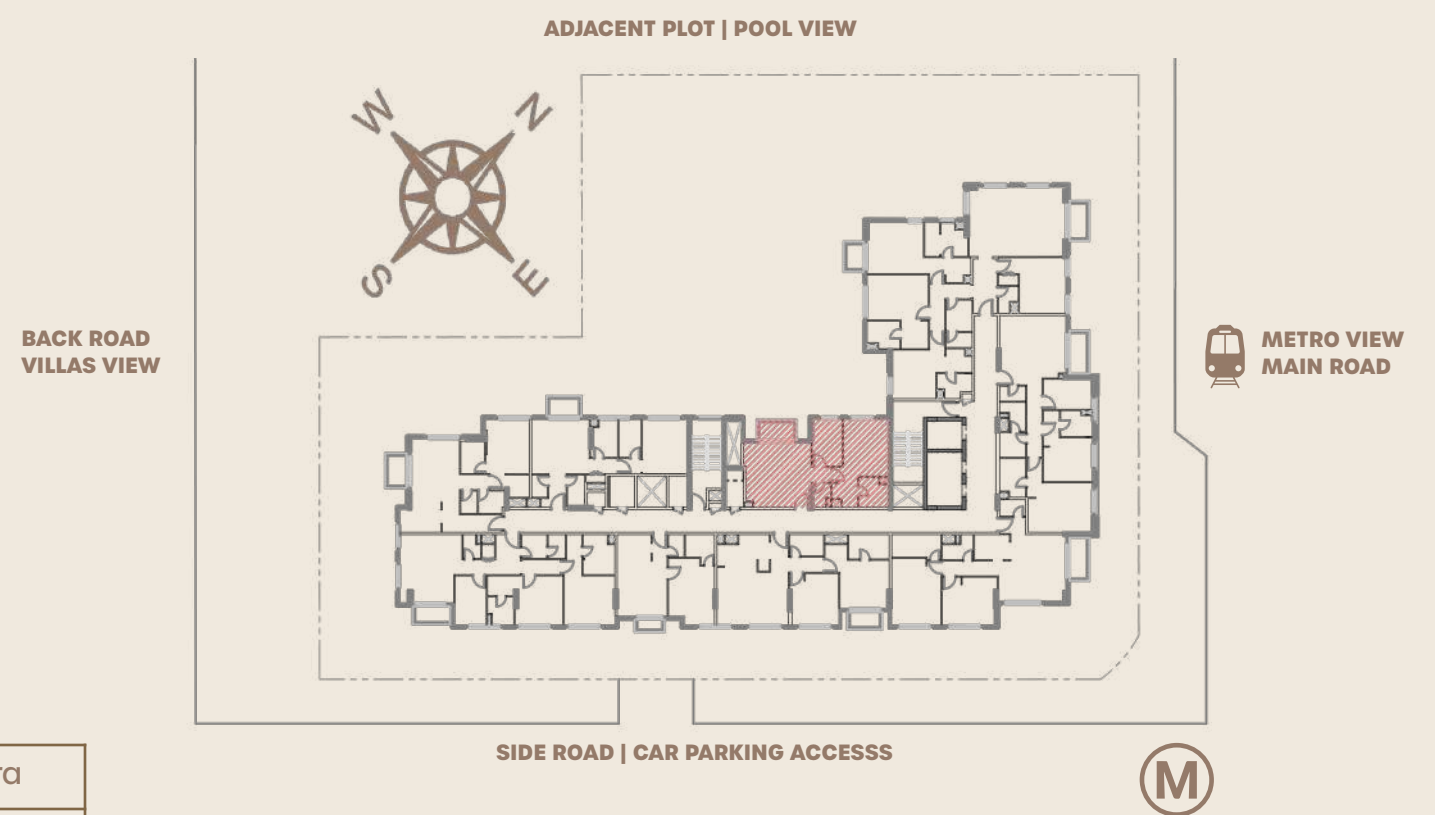 ADJACENT PLOT | POOL VIEW
W
N
S
E
BACK ROAD
VILLAS VIEW
METRO VIEW
MAIN ROAD
SIDE ROAD | CAR PARKING ACCESSS
M